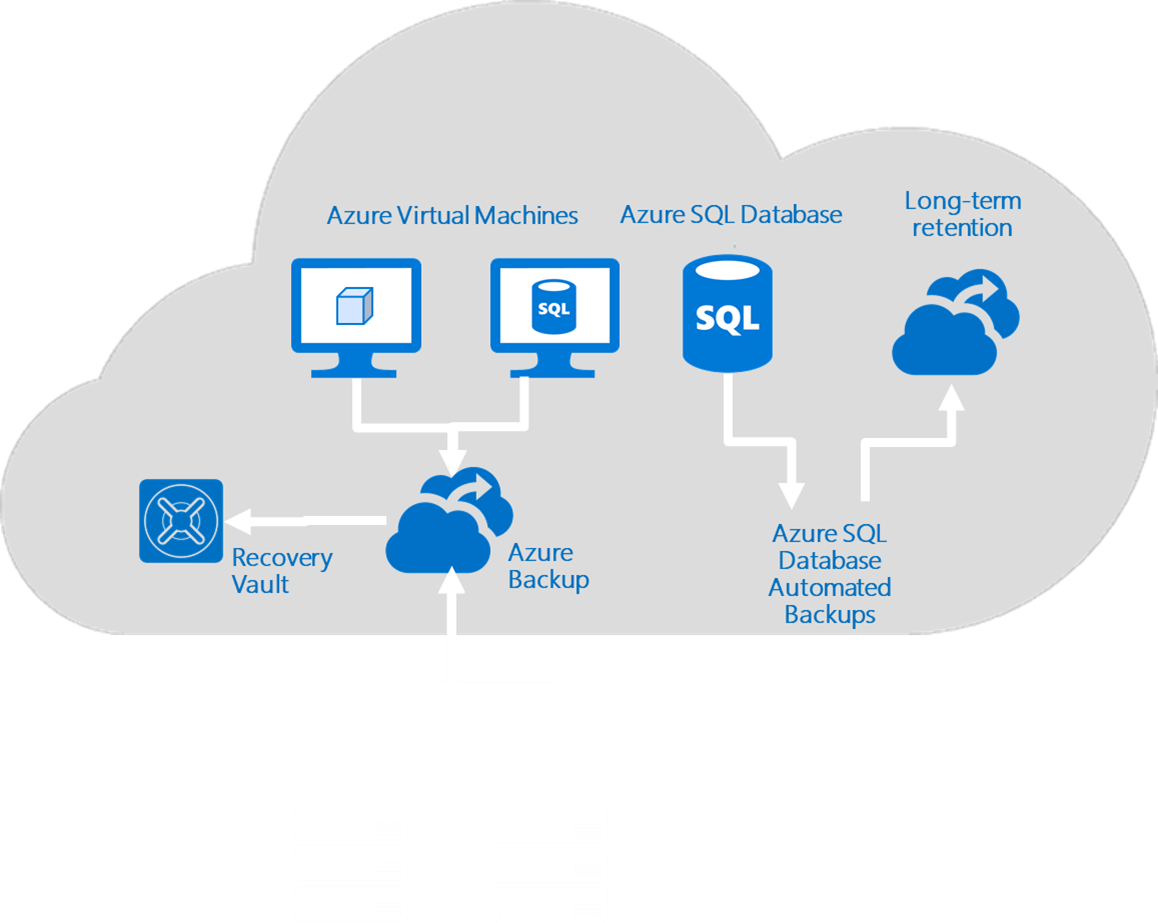 Azure Virtual Machines
Azure SQL Database
Long-term
retention
SQL
SQL
Recovery
Vault
Azure
Backup
Azure SQL
Database
Automated
Backups